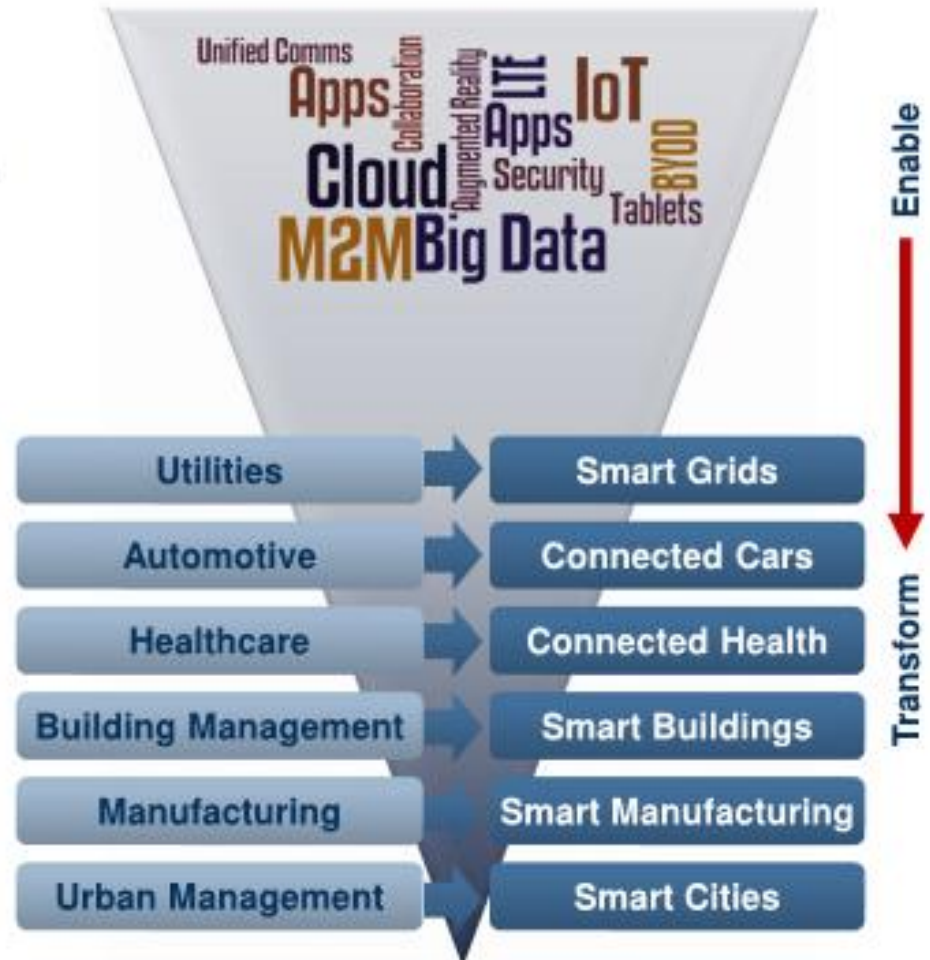 Unified Comms
Apps
Collaboration
Augmented Reality
LTE
IoT
Apps
BYOD
Cloud
Security
Tablets
M2M
Big Data
Enable
Utilities
Smart Grids
Automotive
Connected Cars
Healthcare
Connected Health
Transform
Building Management
Smart Buildings
Manufacturing
Smart Manufacturing
Urban Management
Smart Cities